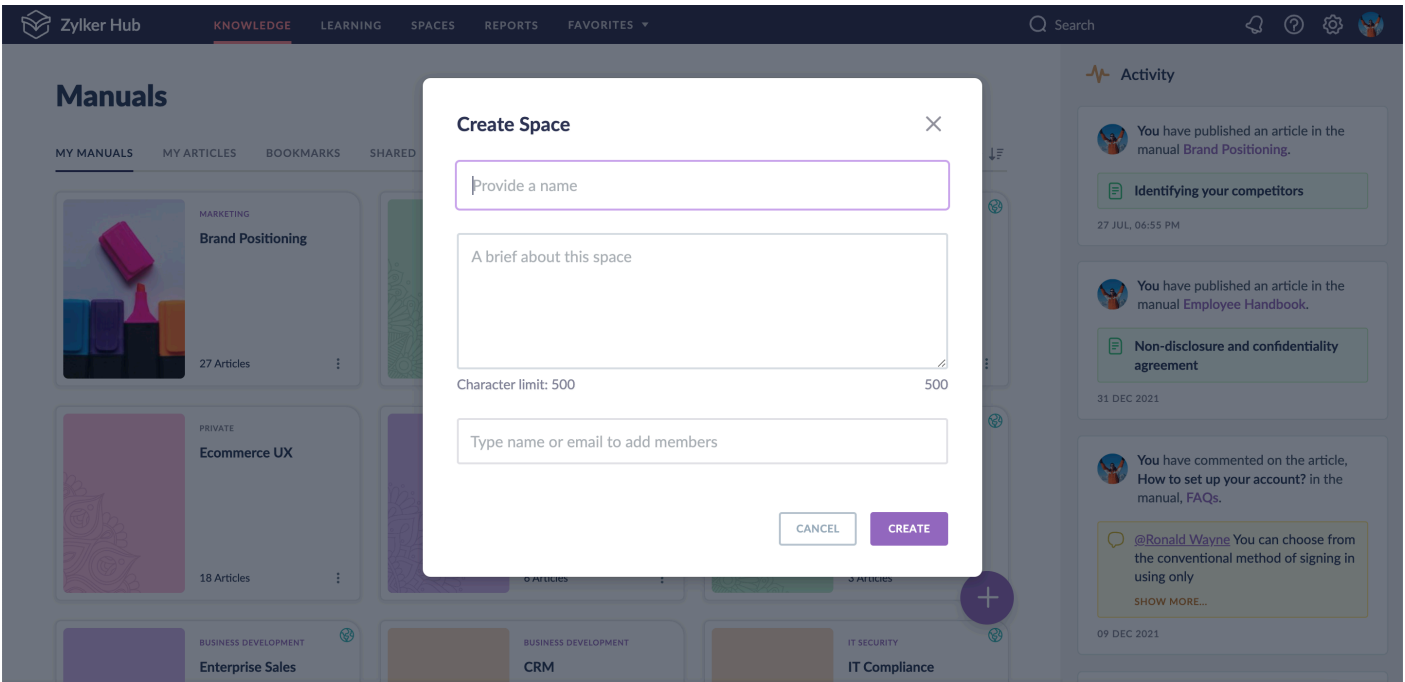 Zylker Hub
KNOWLEDGE
LEARNING
SPACES
REPORTS
FAVORITES
Search
Manuals
MY MANUALS
MY ARTICLES
BOOKMARKS
SHARED
MARKETING
Brand Positioning
27 Articles
PRIVATE
Ecommerce UX
18 Articles
6 Articles
3 Articles
BUSINESS DEVELOPMENT
Enterprise Sales
BUSINESS DEVELOPMENT
CRM
IT SECURITY
IT Compliance
Create Space
Provide a name
A brief about this space
Character limit: 500
500
Type name or email to add members
CANCEL
CREATE
Activity
You have published an article in the
manual Brand Positioning.
Identifying your competitors
27 JUL, 06:55 PM
You have published an article in the
manual Employee Handbook.
Non-disclosure and confidentiality
agreement
31 DEC 2021
You have commented on the article,
How to set up your account? in the
manual, FAQs.
@Ronald Wayne You can choose from
the conventional method of signing in
using only
SHOW MORE...
09 DEC 2021